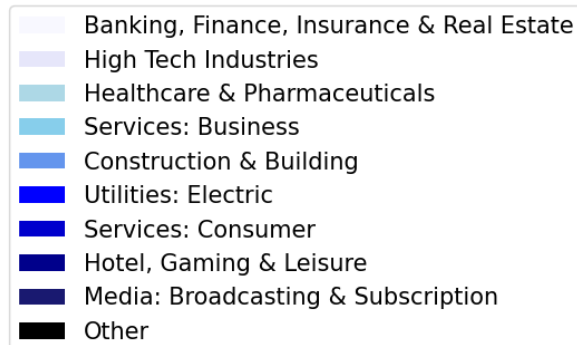 Banking, Finance, Insurance & Real Estate
High Tech Industries
Healthcare & Pharmaceuticals
Services: Business
Construction & Building
Utilities: Electric
Services: Consumer
Hotel, Gaming & Leisure
Media: Broadcasting & Subscription
Other